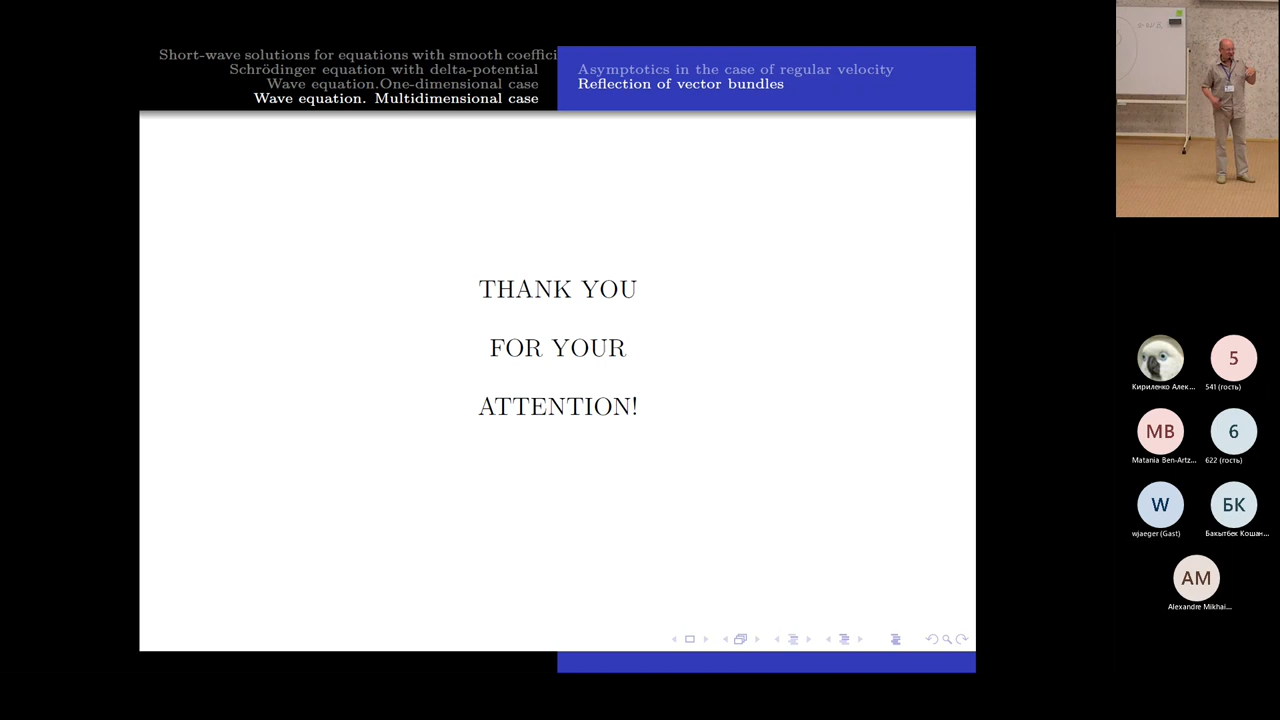 Short-wave solutions for equations with smooth coeffici
Schrödinger equation with delta-potential
Wave equation.One-dimensional case
Wave equation. Multidimensional case
Asymptotics in the case of regular velocity
Reflection of vector bundles
THANK YOU
FOR YOUR
ATTENTION!
Кириленко Алек...
5
541 (гость)
MB
Matania Ben-Artz...
6
622 (гость)
W
wjaeger (Gast)
БК
Бакытбек Кошан...
AM
Alexandre Mikhai...